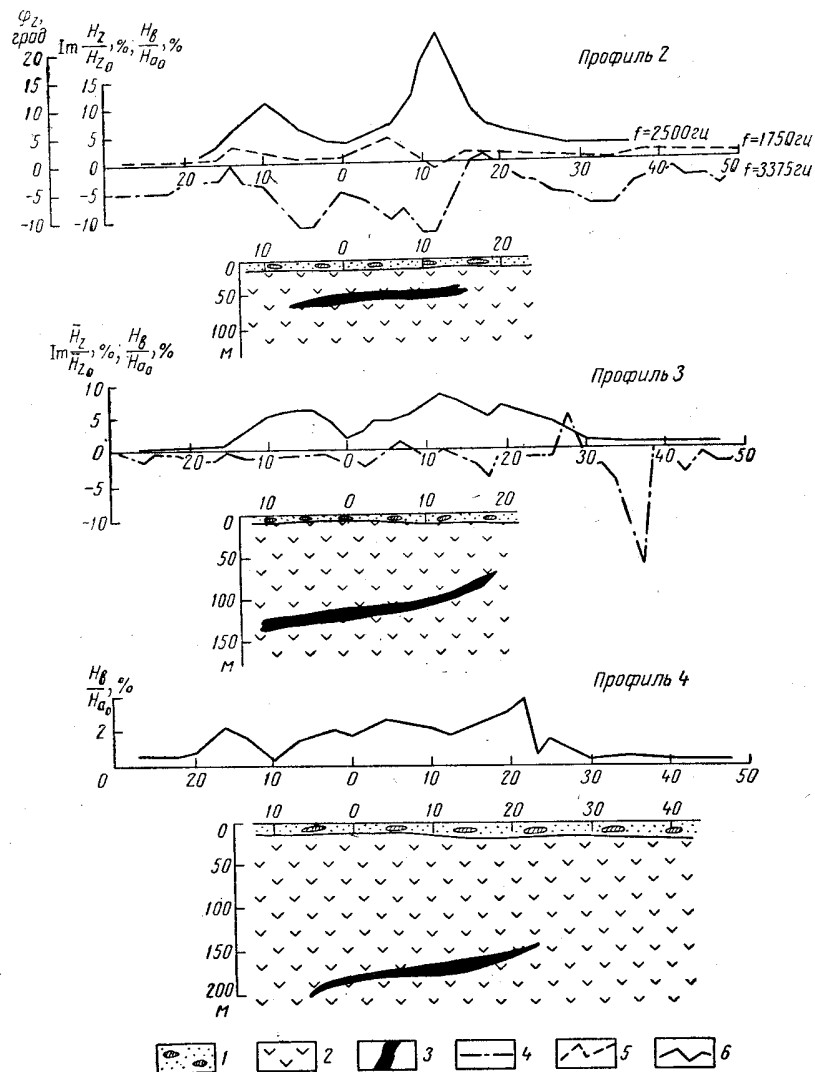 φz, град
Im Hz/Hz₀, %; Hв/Hа₀, %
Профиль 2
20 15 10 5 0 -5 -10
15 10 5 0 -5 -10
f=2500гц
f=1750гц
f=3375гц
20 10 0 10 20 30 40 50
10 0 10 20
0 50 100 м
Im H̄z/H̄z₀, %; Hв/Hа₀, %
Профиль 3
10 5 0 -5 -10
20 10 0 10 20 30 40 50
10 0 10 20
0 50 100 150 м
Hв/Hа₀, %
Профиль 4
2
0 20 10 0 10 20 30 40 50
10 0 10 20 30 40
0 50 100 150 200 м
1 2 3 4 5 6